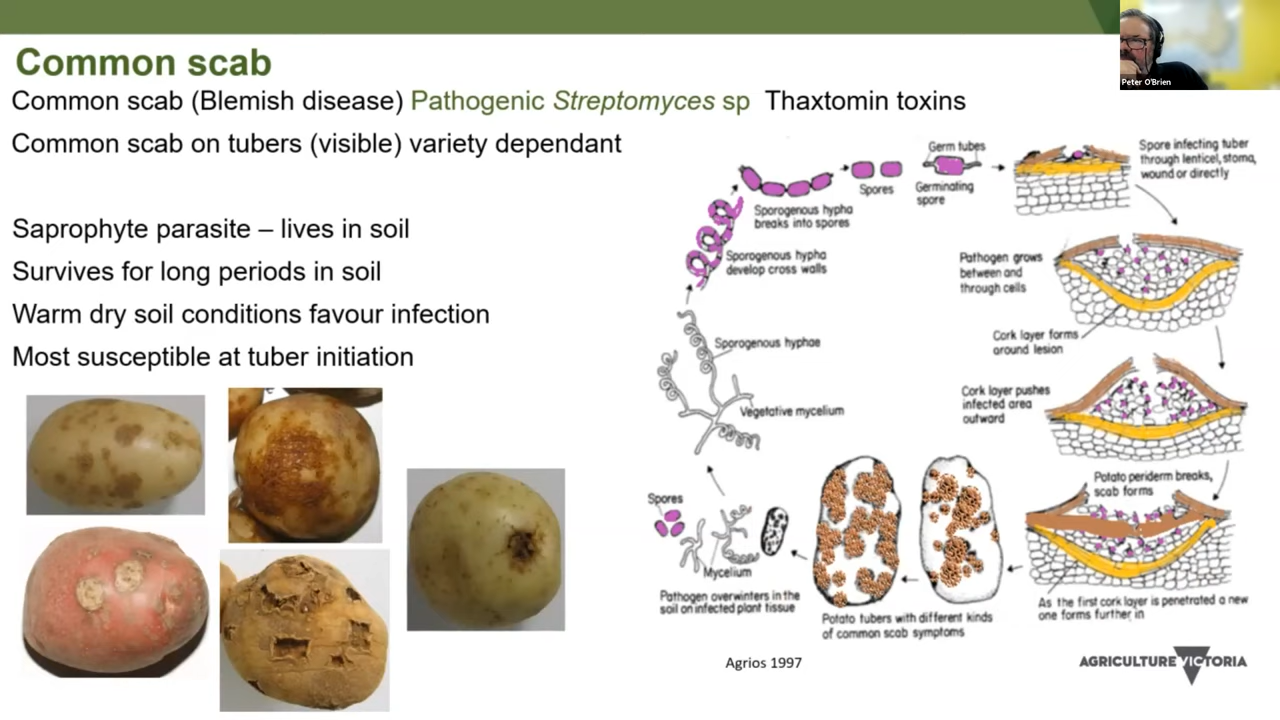 Peter O'Brien
Common scab
Common scab (Blemish disease) Pathogenic Streptomyces sp Thaxtomin toxins
Common scab on tubers (visible) variety dependant
Saprophyte parasite – lives in soil
Survives for long periods in soil
Warm dry soil conditions favour infection
Most susceptible at tuber initiation
Sporogenous hypha
breaks into spores
Spores
Germ tubes
Germinating
spore
Spore infecting tuber
through lenticel, stoma,
wound or directly
Sporogenous hypha
develop cross walls
Pathogen grows
between and
through cells
Cork layer forms
around lesion
Sporogenous hyphae
Vegetative mycelium
Cork layer pushes
infected area
outward
Potato periderm breaks,
scab forms
As the first cork layer is penetrated a new
one forms further in
Potato tubers with different kinds
of common scab symptoms
Spores
Mycelium
Pathogen overwinters in the
soil on infected plant tissue
Agrios 1997
AGRICULTURE VICTORIA